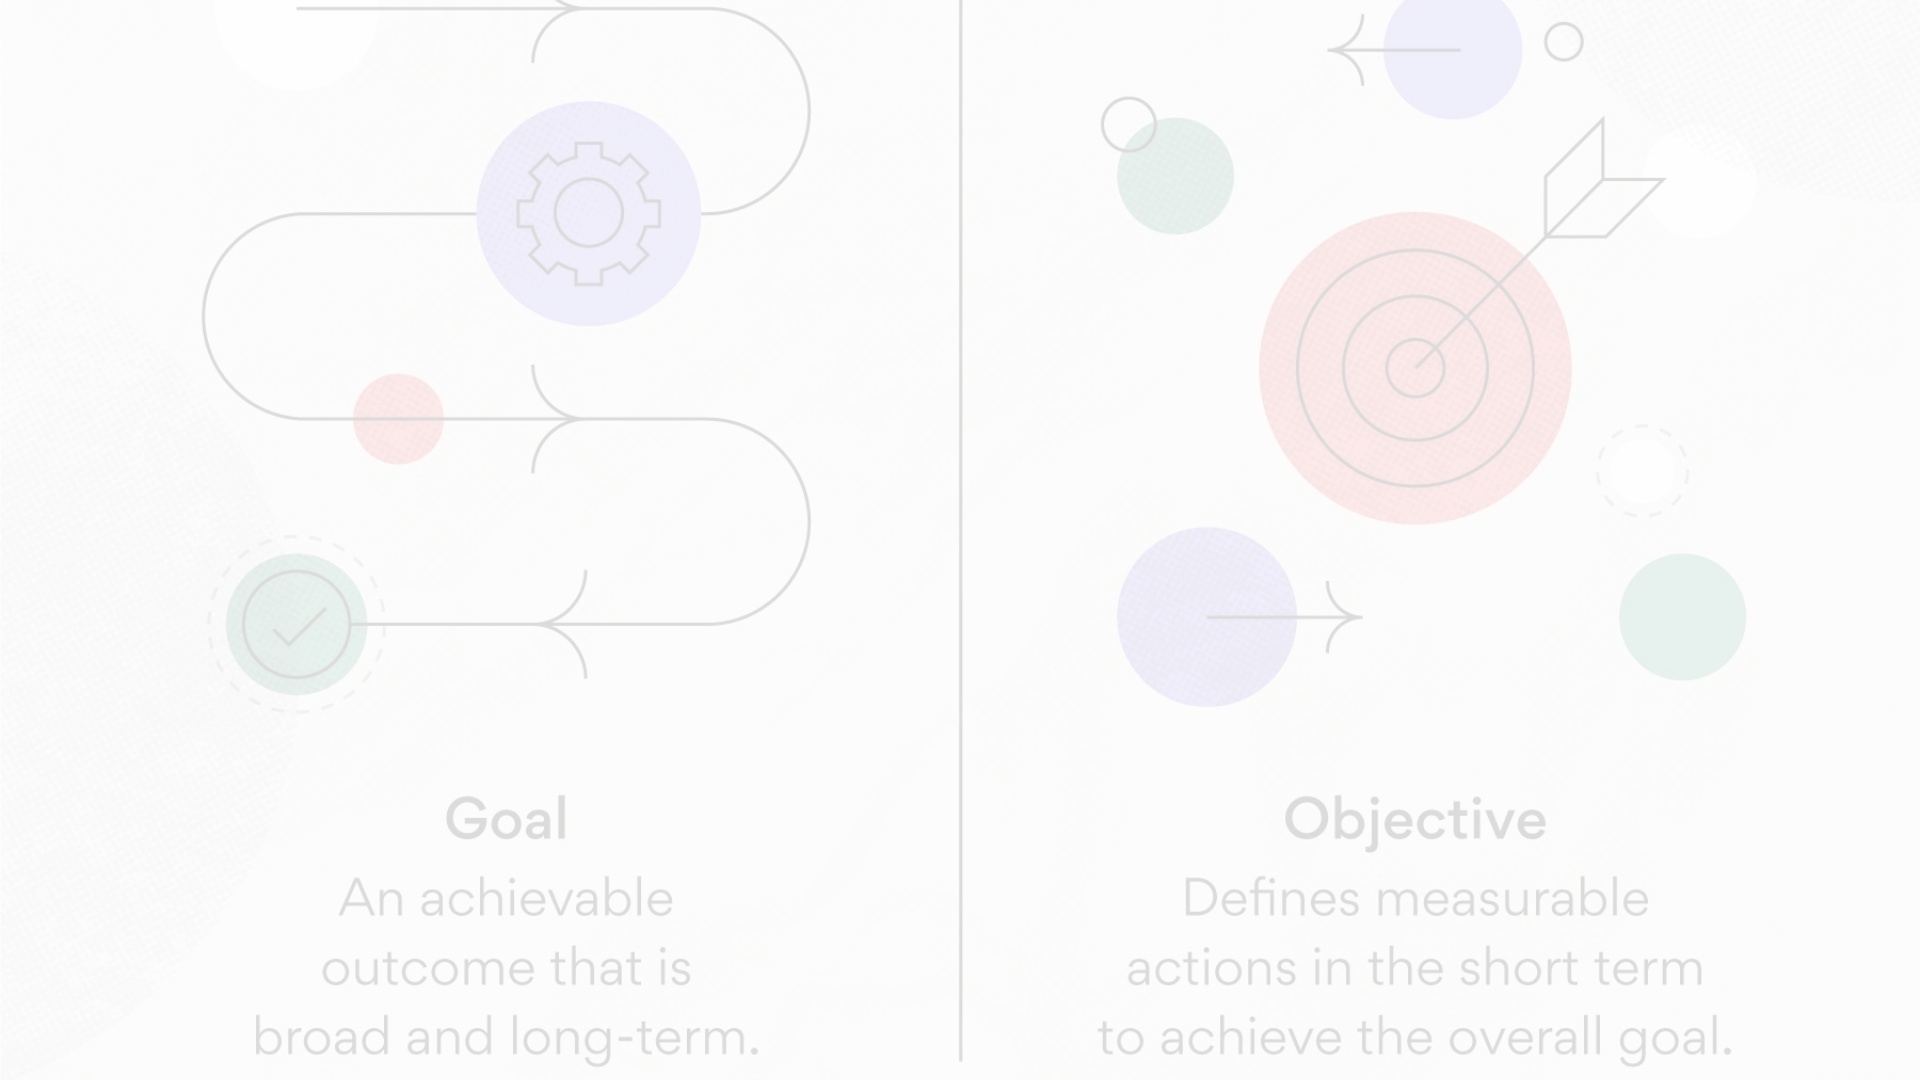 Goal
An achievable
outcome that is
broad and long-term.
Objective
Defines measurable
actions in the short term
to achieve the overall goal.